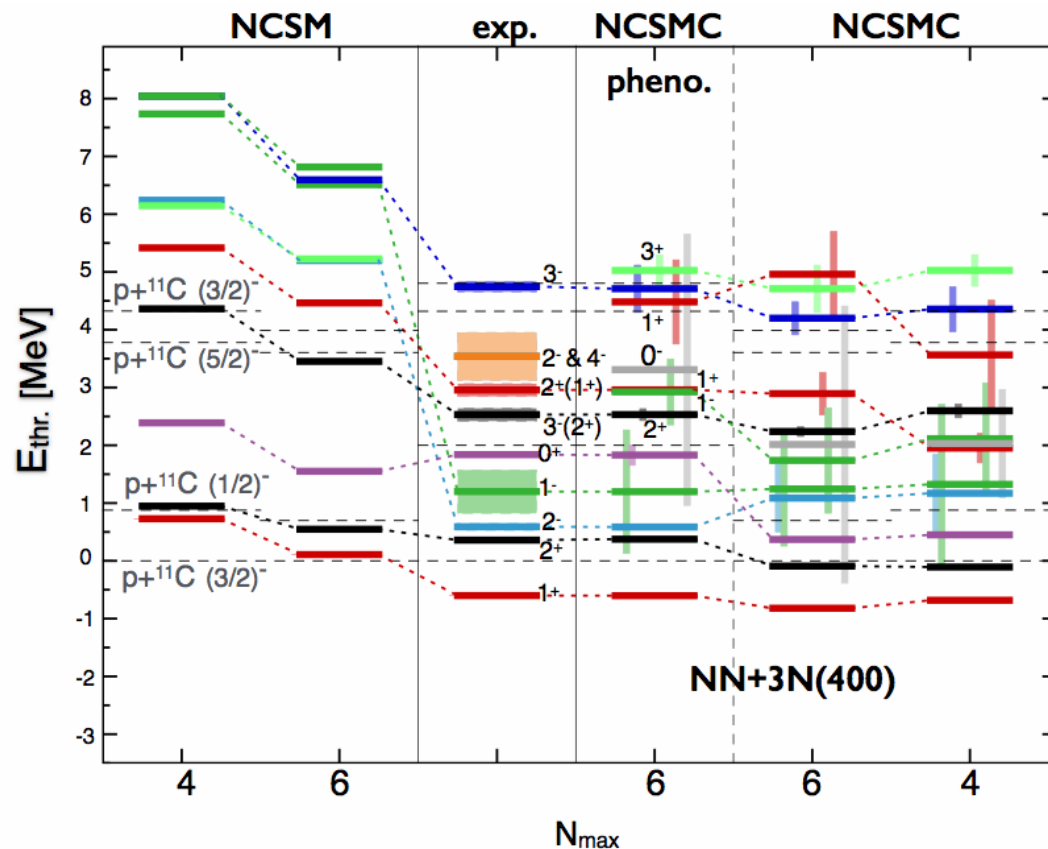 NCSM exp. NCSMC NCSMC
pheno.
8
7
6
5
4
3
2
1
0
-1
-2
-3
E_thr. [MeV]
p+¹¹C (3/2)⁻
p+¹¹C (5/2)⁻
p+¹¹C (1/2)⁻
p+¹¹C (3/2)⁻
3⁻
2⁻ & 4⁻
2⁺(1⁺)
3⁻(2⁺)
0⁺
1⁻
2⁻
2⁺
1⁺
3⁺
1⁺
0⁻
1⁺
1⁻
2⁺
NN+3N(400)
4 6 6 6 4
N_max